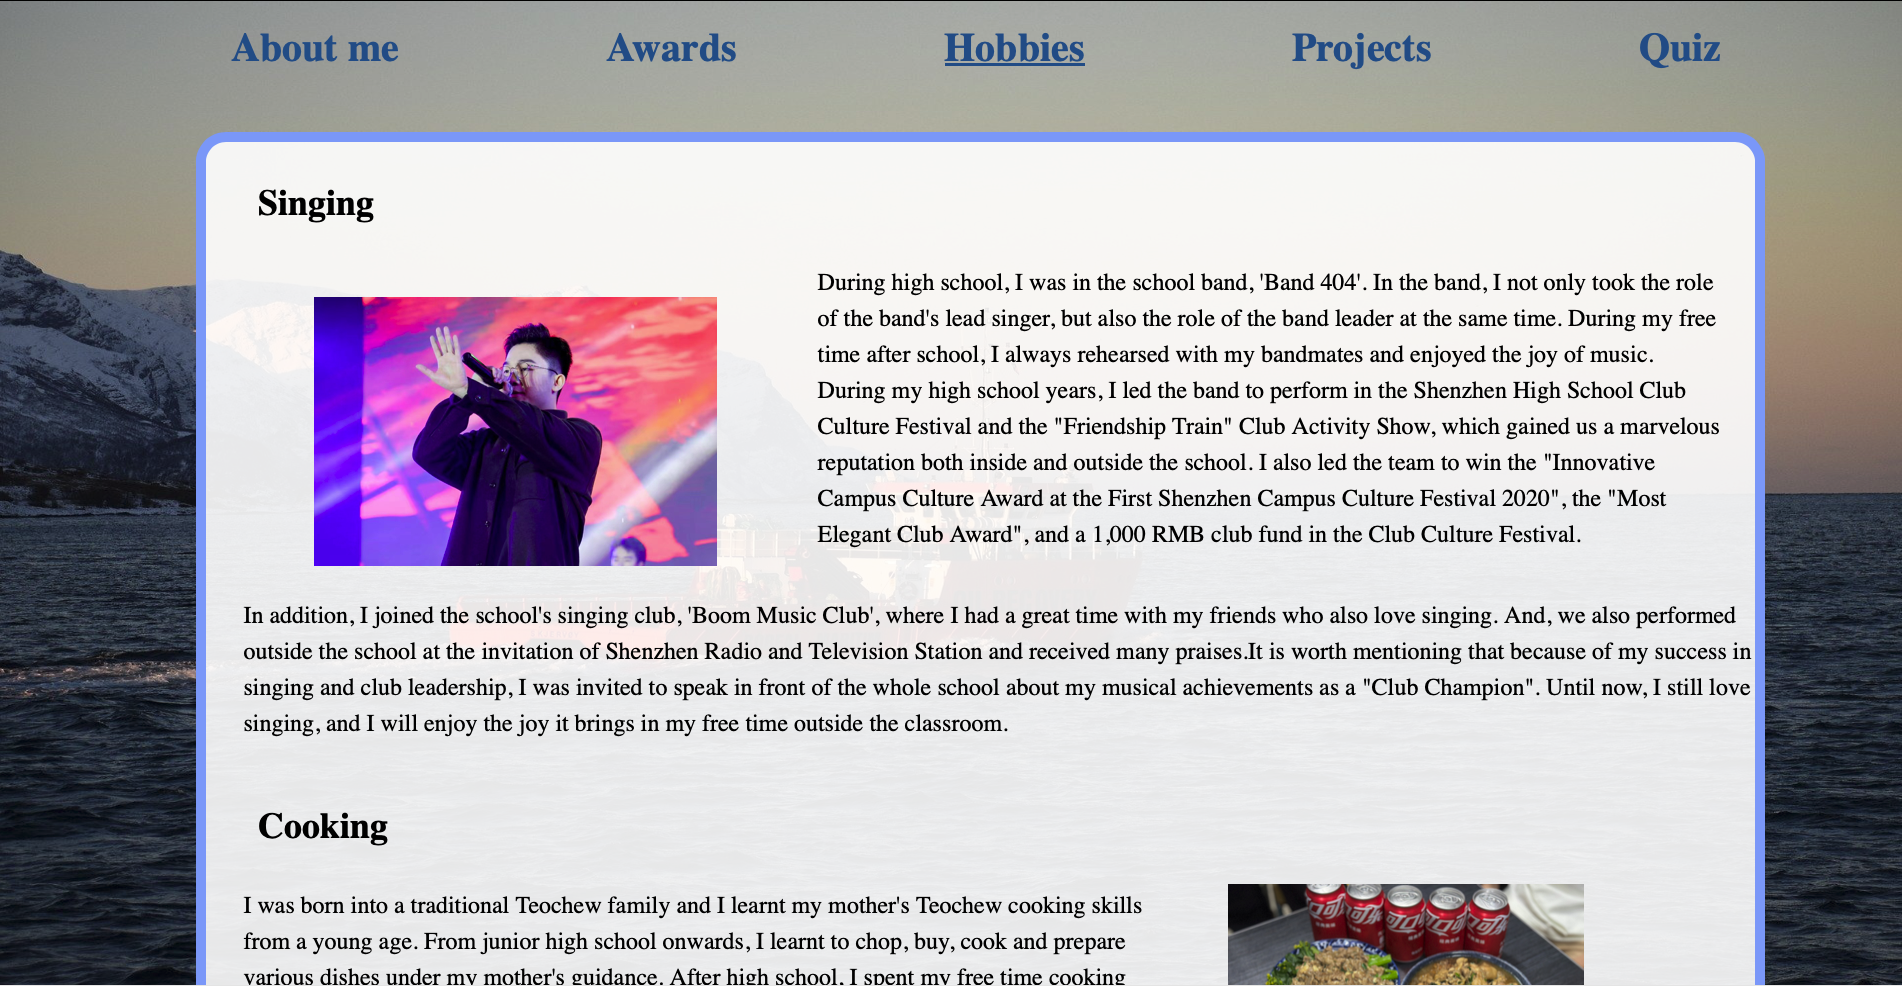 About me Awards Hobbies Projects Quiz
Singing
During high school, I was in the school band, 'Band 404'. In the band, I not only took the role
of the band's lead singer, but also the role of the band leader at the same time. During my free
time after school, I always rehearsed with my bandmates and enjoyed the joy of music.
During my high school years, I led the band to perform in the Shenzhen High School Club
Culture Festival and the "Friendship Train" Club Activity Show, which gained us a marvelous
reputation both inside and outside the school. I also led the team to win the "Innovative
Campus Culture Award at the First Shenzhen Campus Culture Festival 2020", the "Most
Elegant Club Award", and a 1,000 RMB club fund in the Club Culture Festival.
In addition, I joined the school's singing club, 'Boom Music Club', where I had a great time with my friends who also love singing. And, we also performed
outside the school at the invitation of Shenzhen Radio and Television Station and received many praises.It is worth mentioning that because of my success in
singing and club leadership, I was invited to speak in front of the whole school about my musical achievements as a "Club Champion". Until now, I still love
singing, and I will enjoy the joy it brings in my free time outside the classroom.
Cooking
I was born into a traditional Teochew family and I learnt my mother's Teochew cooking skills
from a young age. From junior high school onwards, I learnt to chop, buy, cook and prepare
various dishes under my mother's guidance. After high school, I spent my free time cooking